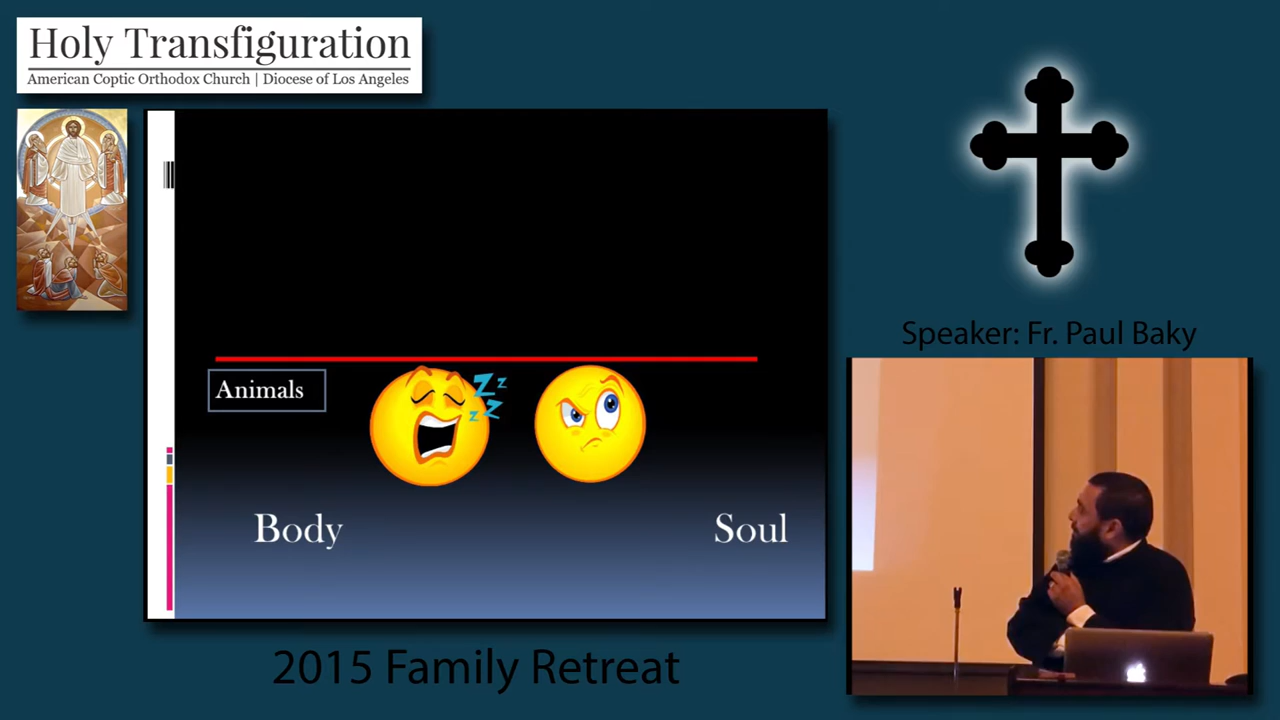 Holy Transfiguration
American Coptic Orthodox Church | Diocese of Los Angeles
Speaker: Fr. Paul Baky
Animals
Z z
z Z
Body
Soul
2015 Family Retreat